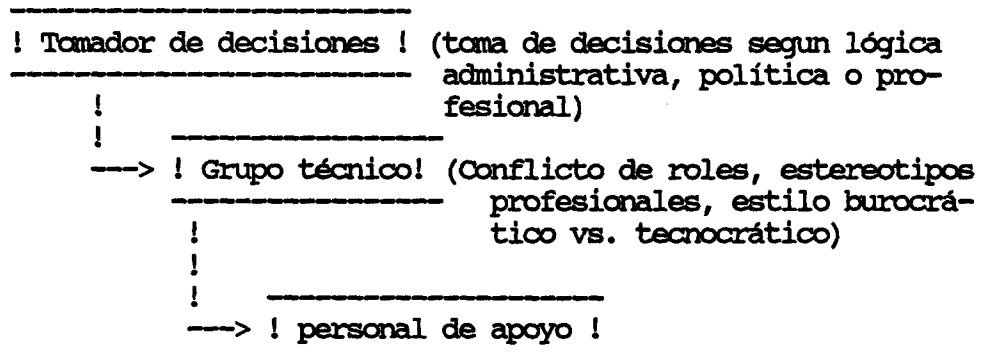 ! Tomador de decisiones ! (toma de decisiones segun lógica
administrativa, política o pro-
! fesional)
!
---> ! Grupo técnico! (Conflicto de roles, estereotipos
profesionales, estilo burocrá-
! tico vs. tecnocrático)
!
!
---> ! personal de apoyo !